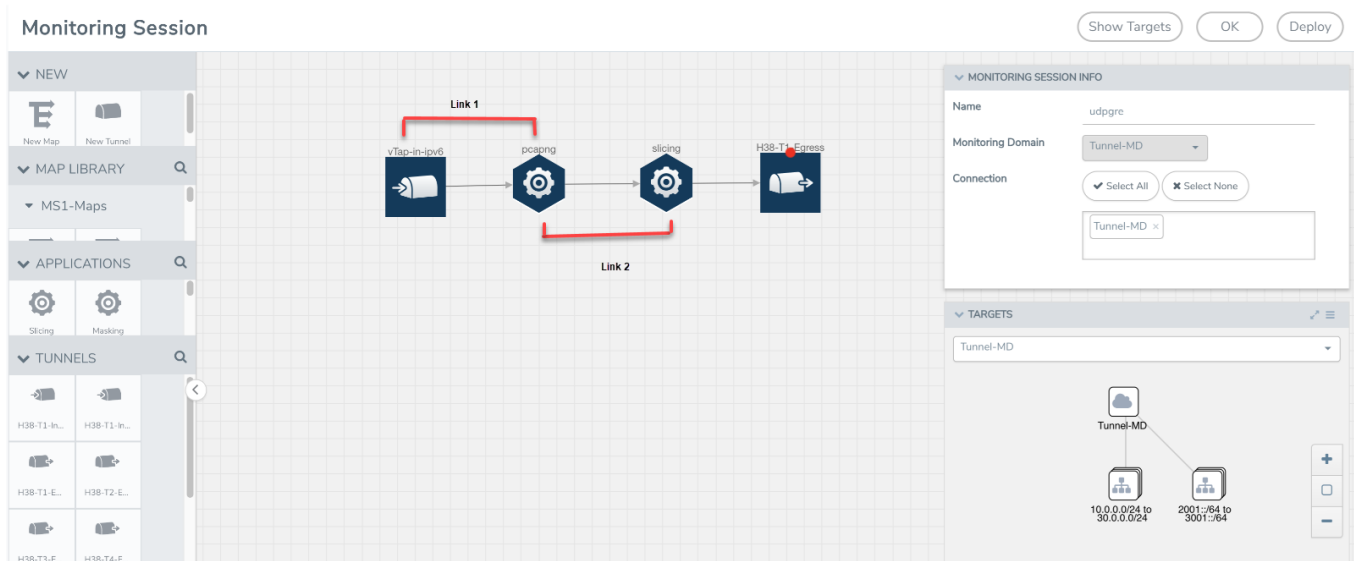 Monitoring Session
Show Targets
OK
Deploy
NEW
New Map
New Tunnel
MAP LIBRARY
MS1-Maps
APPLICATIONS
Slicing
Masking
TUNNELS
H38-T1-In...
H38-T1-In...
H38-T1-E...
H38-T2-E...
H38-T3-E
H38-T4-E
Link 1
vTap-in-ipv6
pcapng
slicing
H38-T1-Egress
Link 2
MONITORING SESSION INFO
Name
udpgre
Monitoring Domain
Tunnel-MD
Connection
Select All
Select None
Tunnel-MD ×
TARGETS
Tunnel-MD
Tunnel-MD
10.0.0.0/24 to
30.0.0.0/24
2001::/64 to
3001::/64